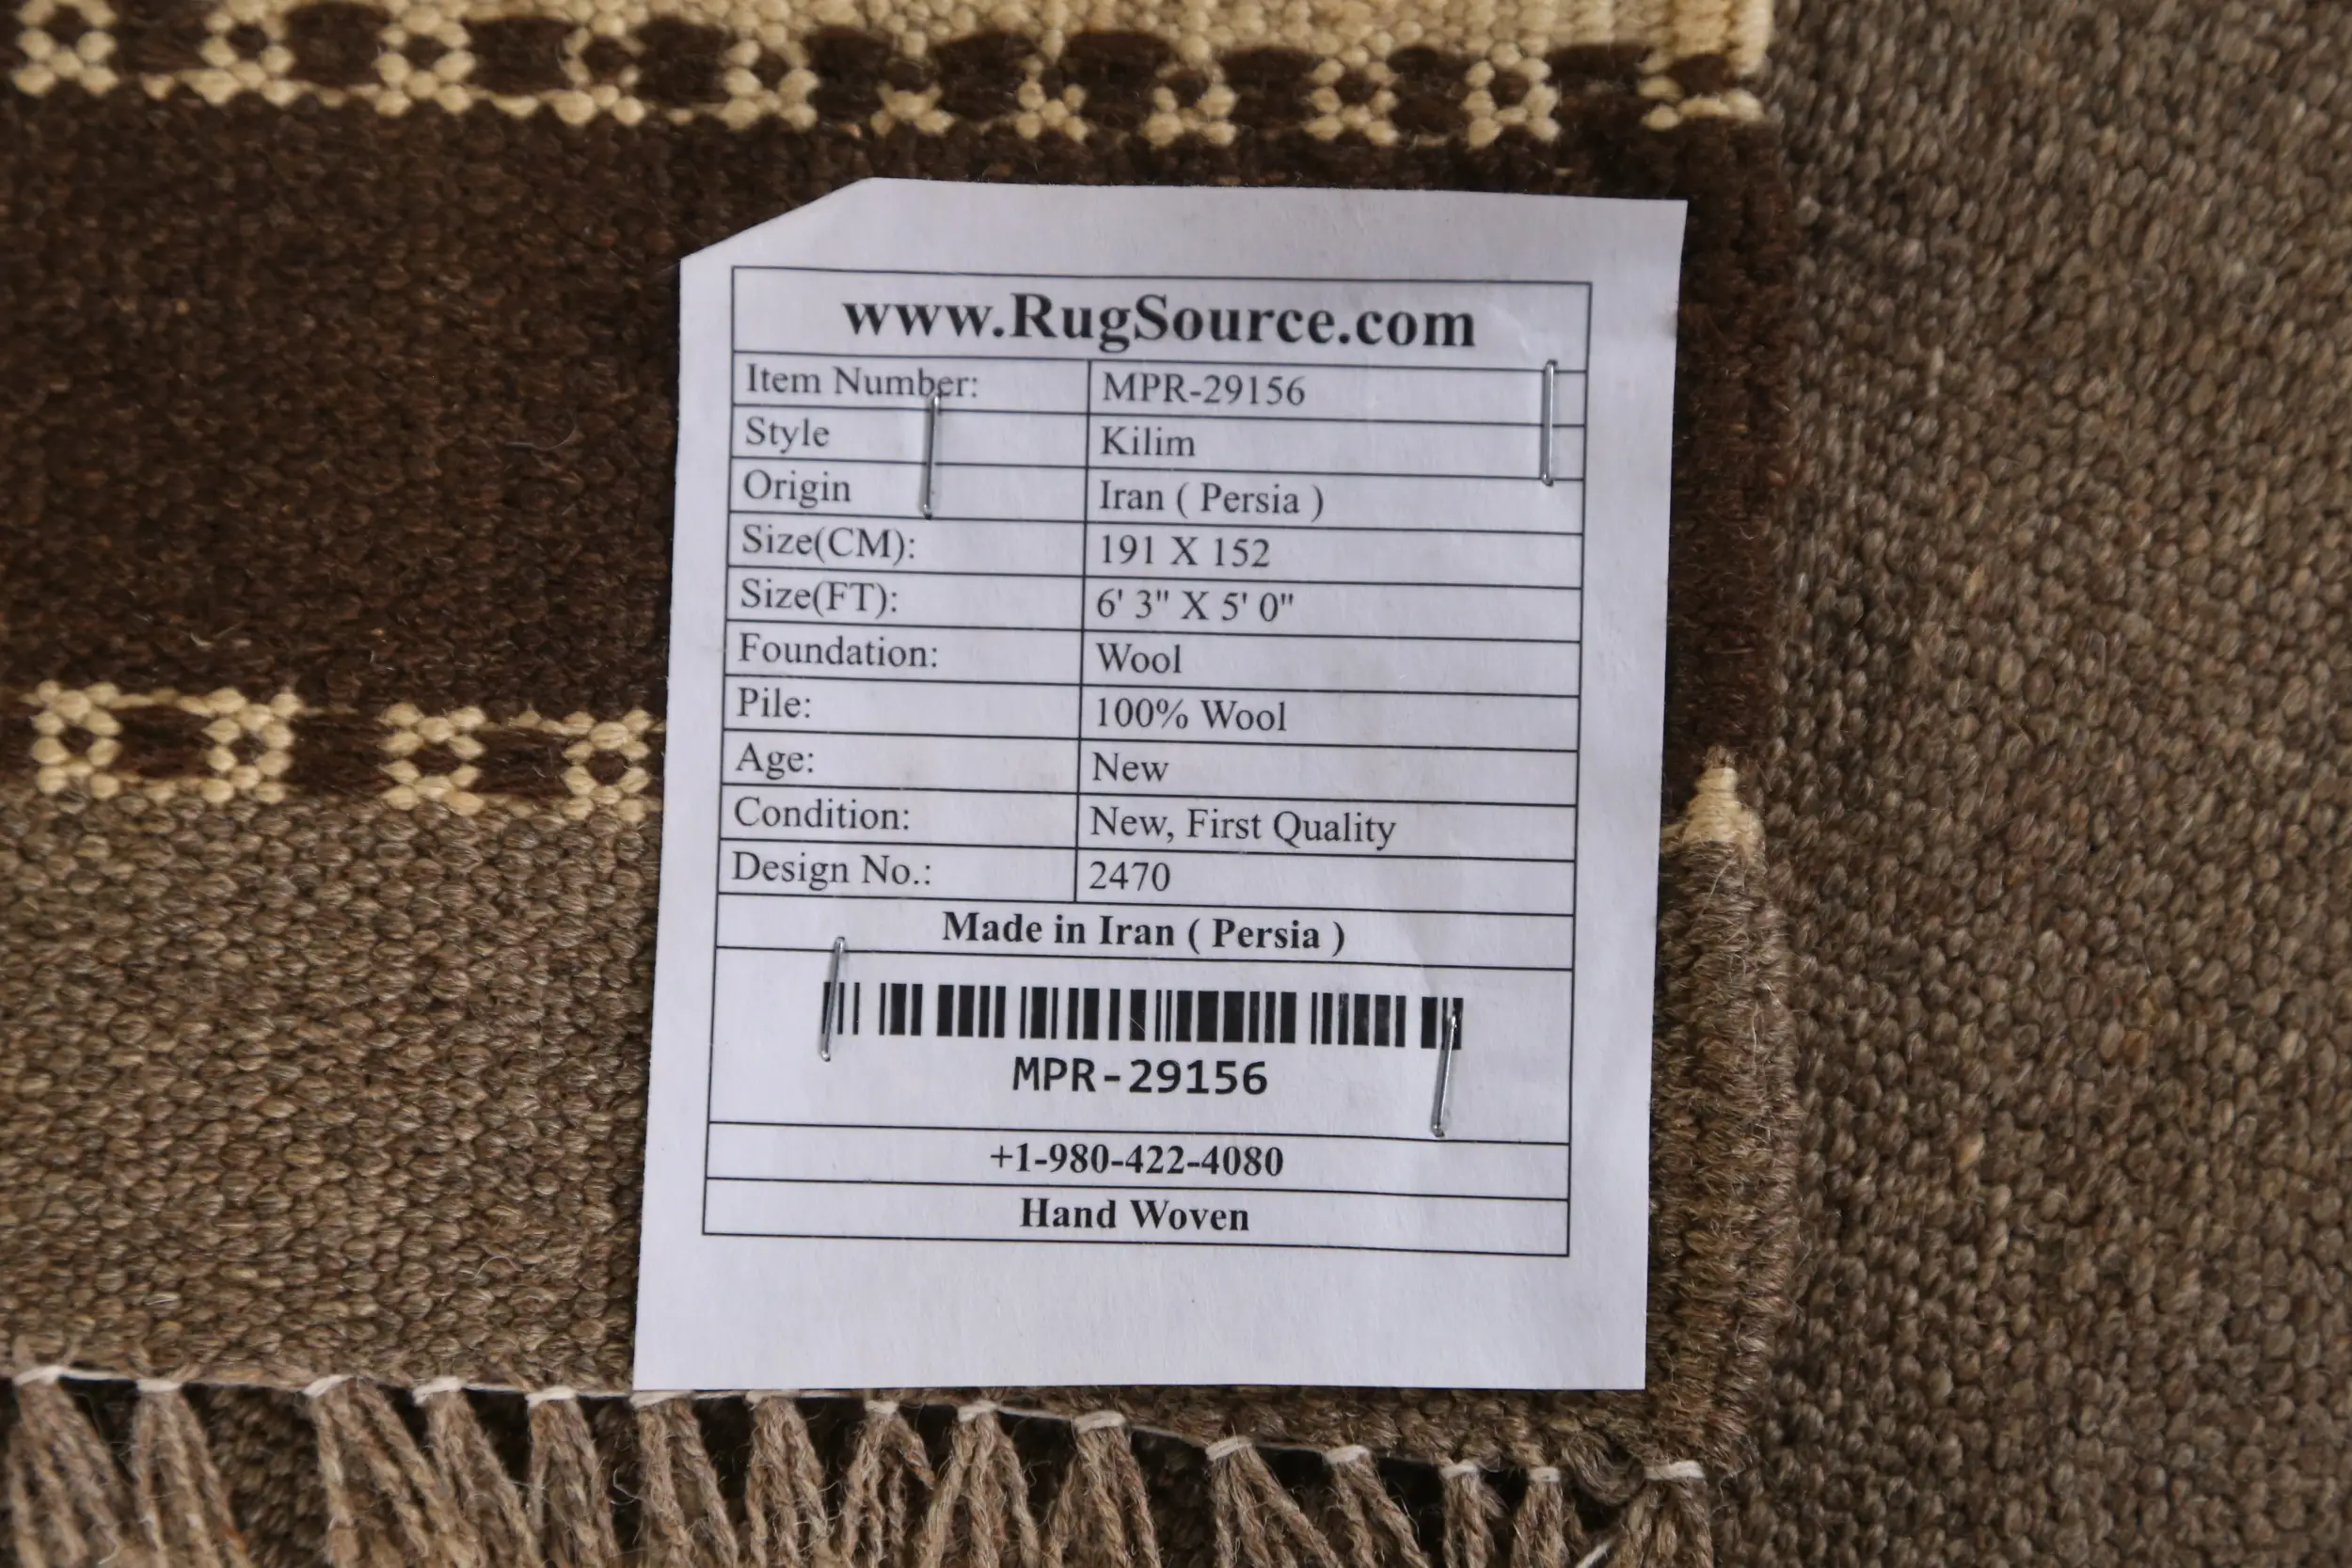 www.RugSource.com
Item Number: MPR-29156
Style Kilim
Origin Iran ( Persia )
Size(CM): 191 X 152
Size(FT): 6' 3" X 5' 0"
Foundation: Wool
Pile: 100% Wool
Age: New
Condition: New, First Quality
Design No.: 2470
Made in Iran ( Persia )
MPR-29156
+1-980-422-4080
Hand Woven